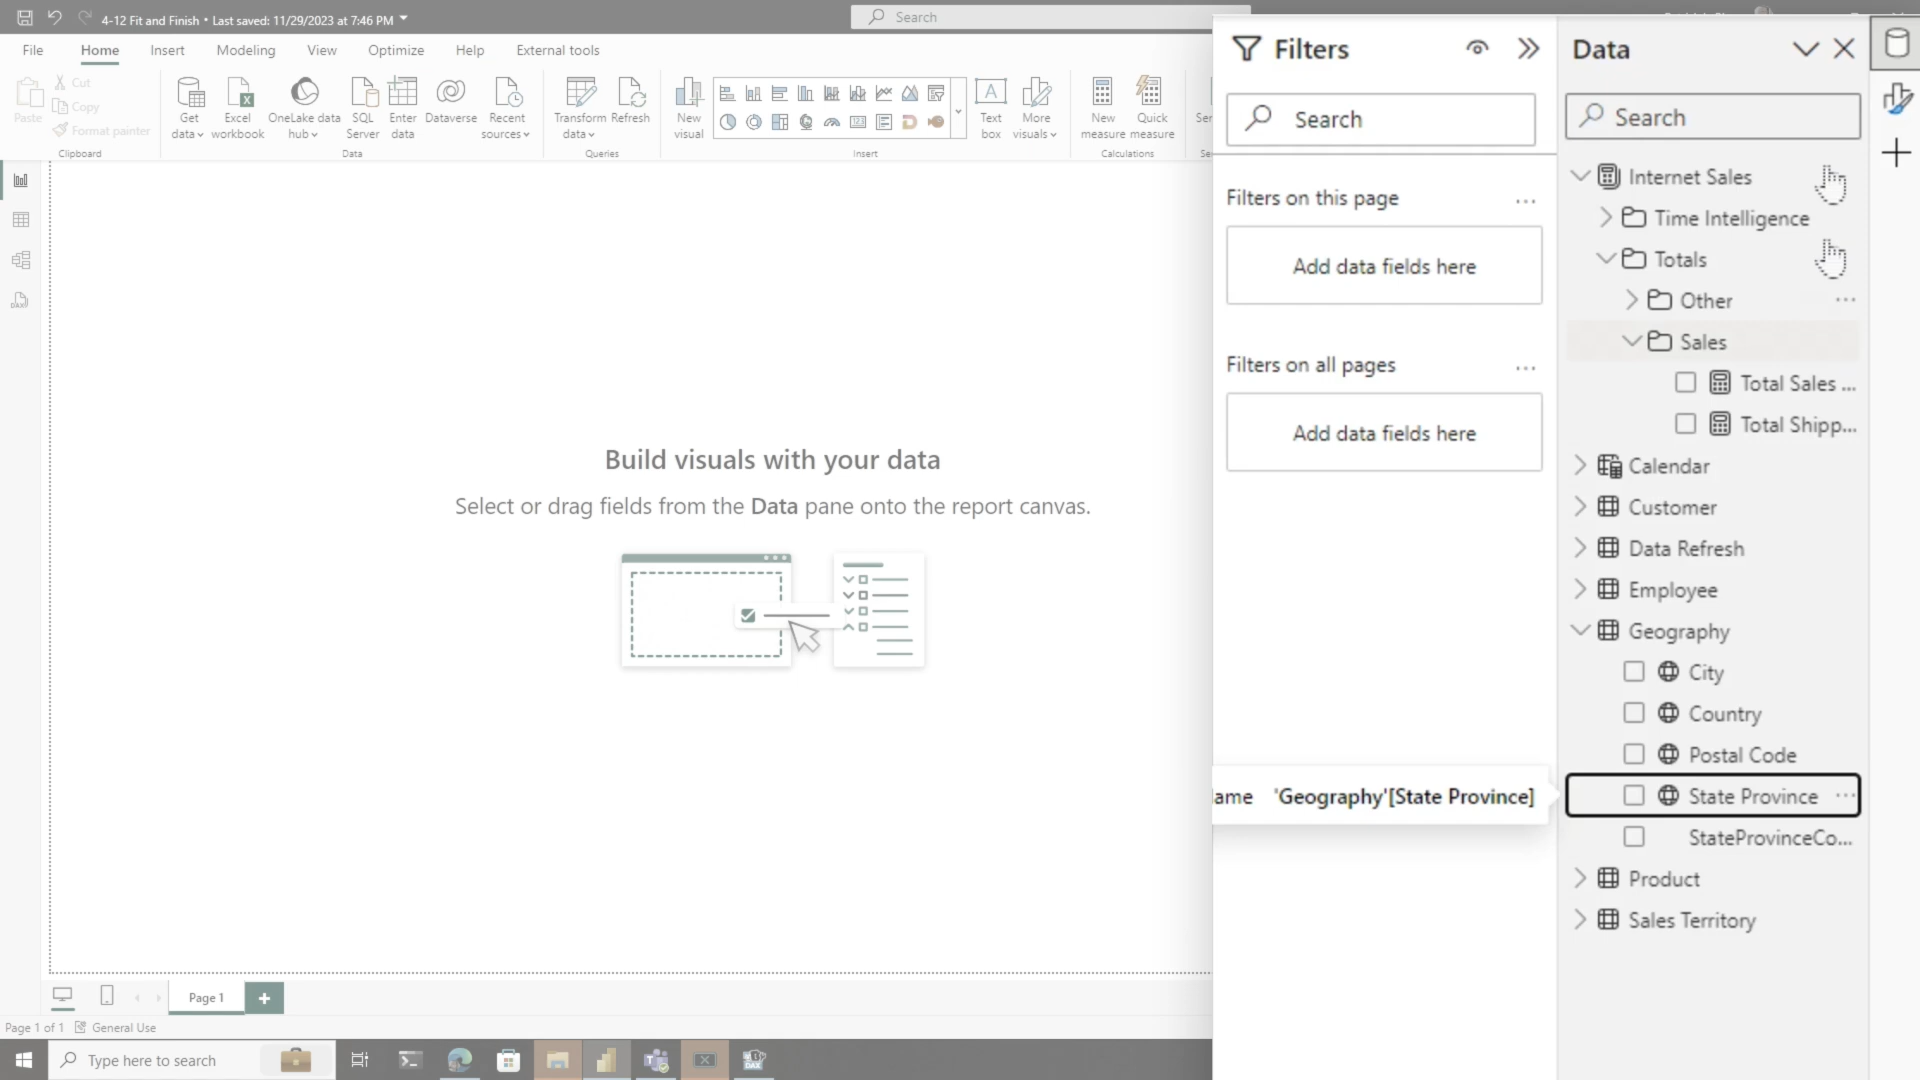 4-12 Fit and Finish • Last saved: 11/29/2023 at 7:46 PM
Search
File Home Insert Modeling View Optimize Help External tools
Paste
Cut
Copy
Format painter
Clipboard
Get data
Excel workbook
OneLake data hub
SQL Server
Enter data
Dataverse
Recent sources
Data
Transform data
Refresh
Queries
New visual
Text box
More visuals
Insert
New measure
Quick measure
Calculations
Build visuals with your data
Select or drag fields from the Data pane onto the report canvas.
Page 1
Page 1 of 1 General Use
Type here to search
Filters
Search
Filters on this page ...
Add data fields here
Filters on all pages ...
Add data fields here
'Geography'[State Province]
Data
Search
Internet Sales
Time Intelligence
Totals
Other ...
Sales
Total Sales ...
Total Shipp...
Calendar
Customer
Data Refresh
Employee
Geography
City
Country
Postal Code
State Province ...
StateProvinceCo...
Product
Sales Territory